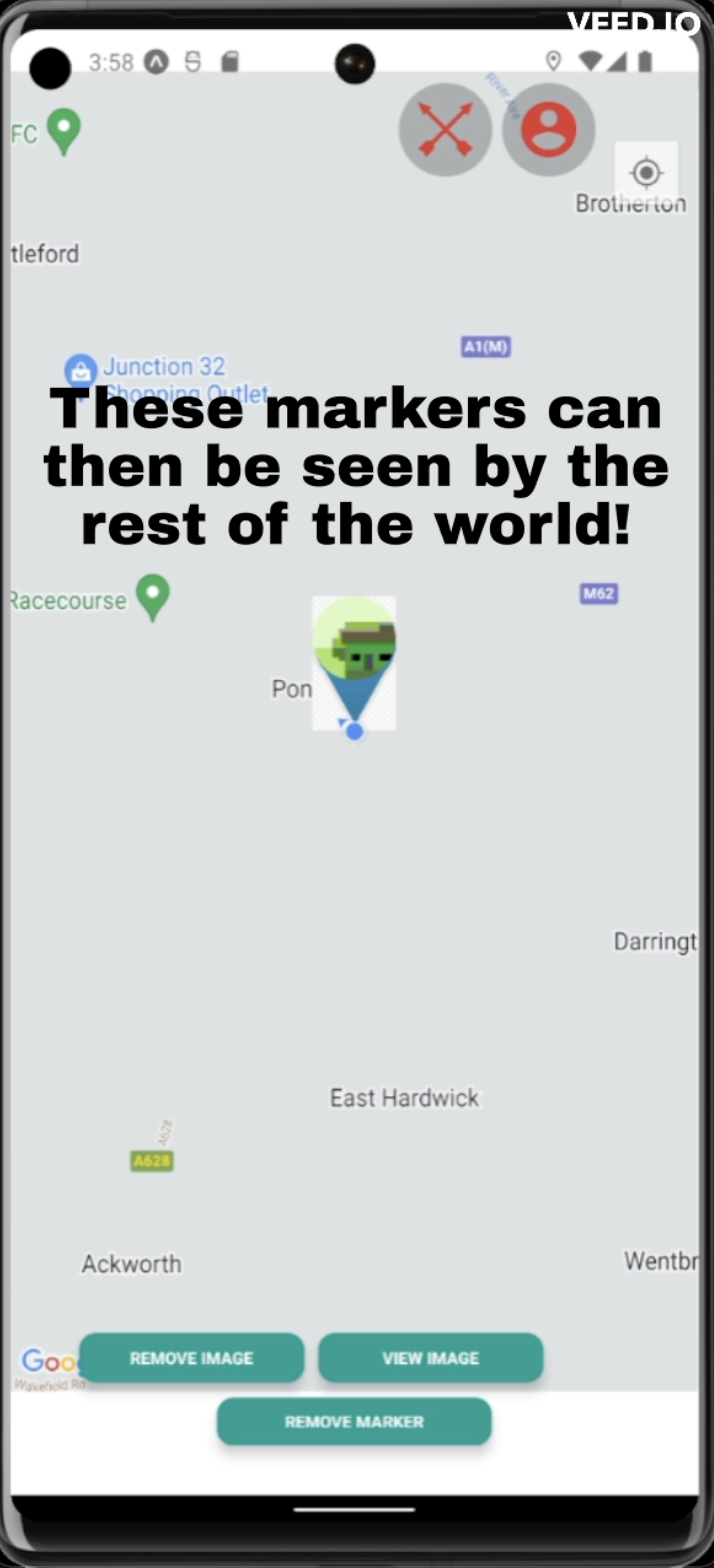 VEED.IO
3:58
River Aire
FC
Brotherton
tleford
A1(M)
Junction 32
Shopping Outlet
These markers can
then be seen by the
rest of the world!
Racecourse
M62
Pon
Darringt
East Hardwick
A628
A628
Ackworth
Wentbr
Goo
REMOVE IMAGE
VIEW IMAGE
Wakefield Rd
REMOVE MARKER